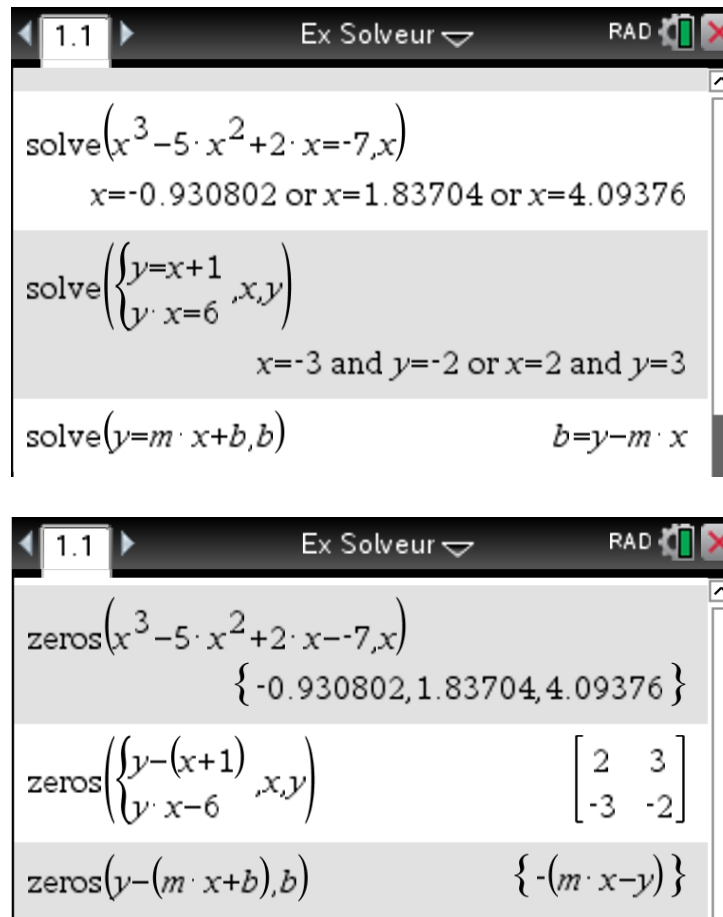 1.1 Ex Solveur RAD
solve(x^3−5·x^2+2·x=-7,x)
x=-0.930802 or x=1.83704 or x=4.09376
solve({y=x+1
y·x=6 ,x,y)
x=-3 and y=-2 or x=2 and y=3
solve(y=m·x+b,b) b=y−m·x
1.1 Ex Solveur RAD
zeros(x^3−5·x^2+2·x−-7,x)
{-0.930802,1.83704,4.09376}
zeros({y−(x+1)
y·x−6 ,x,y) [2 3
-3 -2]
zeros(y−(m·x+b),b) {-(m·x−y)}